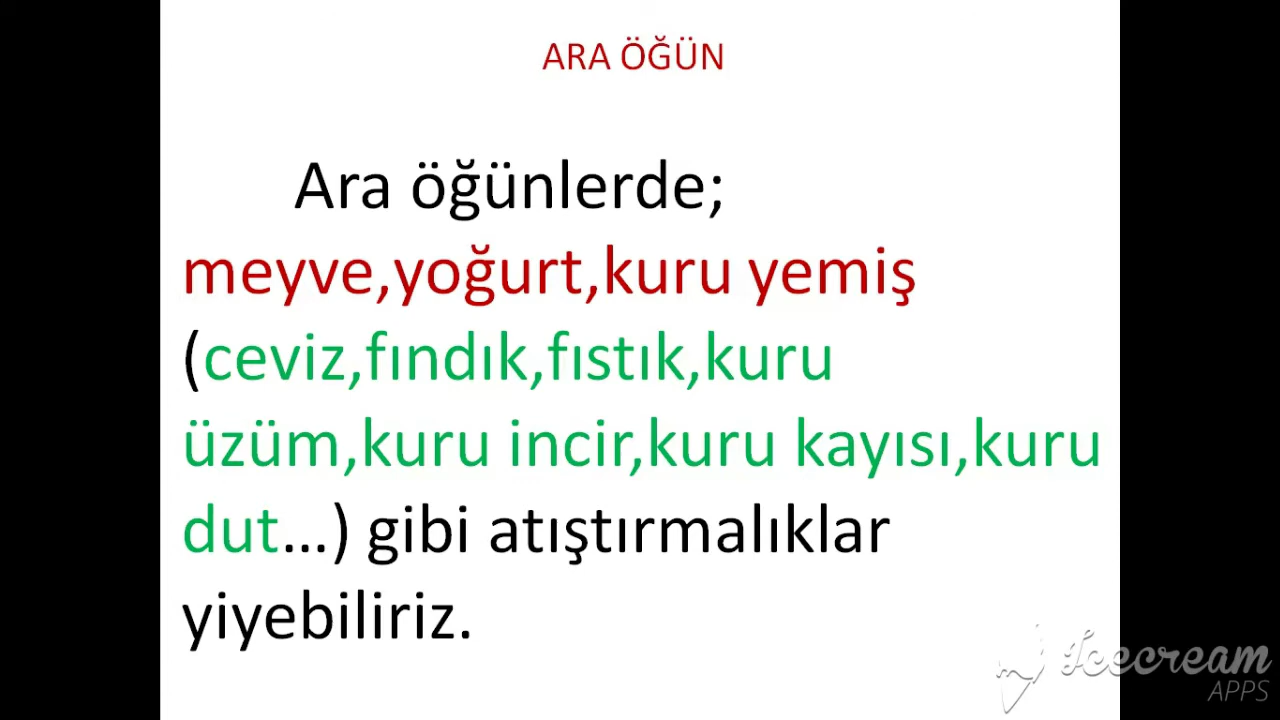 ARA ÖĞÜN
Ara öğünlerde;
meyve,yoğurt,kuru yemiş
(ceviz,fındık,fıstık,kuru
üzüm,kuru incir,kuru kayısı,kuru
dut...) gibi atıştırmalıklar
yiyebiliriz.
Icecream
APPS